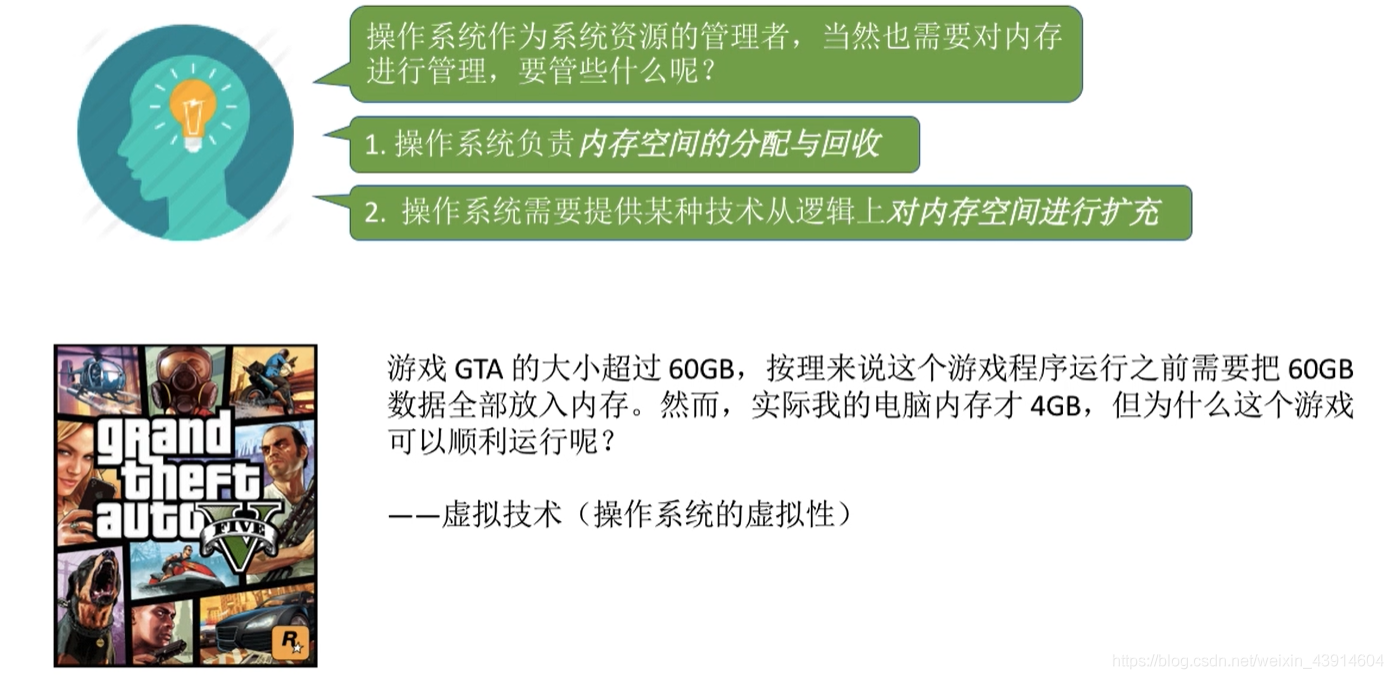 操作系统作为系统资源的管理者，当然也需要对内存
进行管理，要管些什么呢？
1. 操作系统负责内存空间的分配与回收
2. 操作系统需要提供某种技术从逻辑上对内存空间进行扩充
游戏 GTA 的大小超过 60GB，按理来说这个游戏程序运行之前需要把 60GB
数据全部放入内存。然而，实际我的电脑内存才 4GB，但为什么这个游戏
可以顺利运行呢？
——虚拟技术（操作系统的虚拟性）
grand
theft
auto
V
FIVE
R
https://blog.csdn.net/weixin_43914604